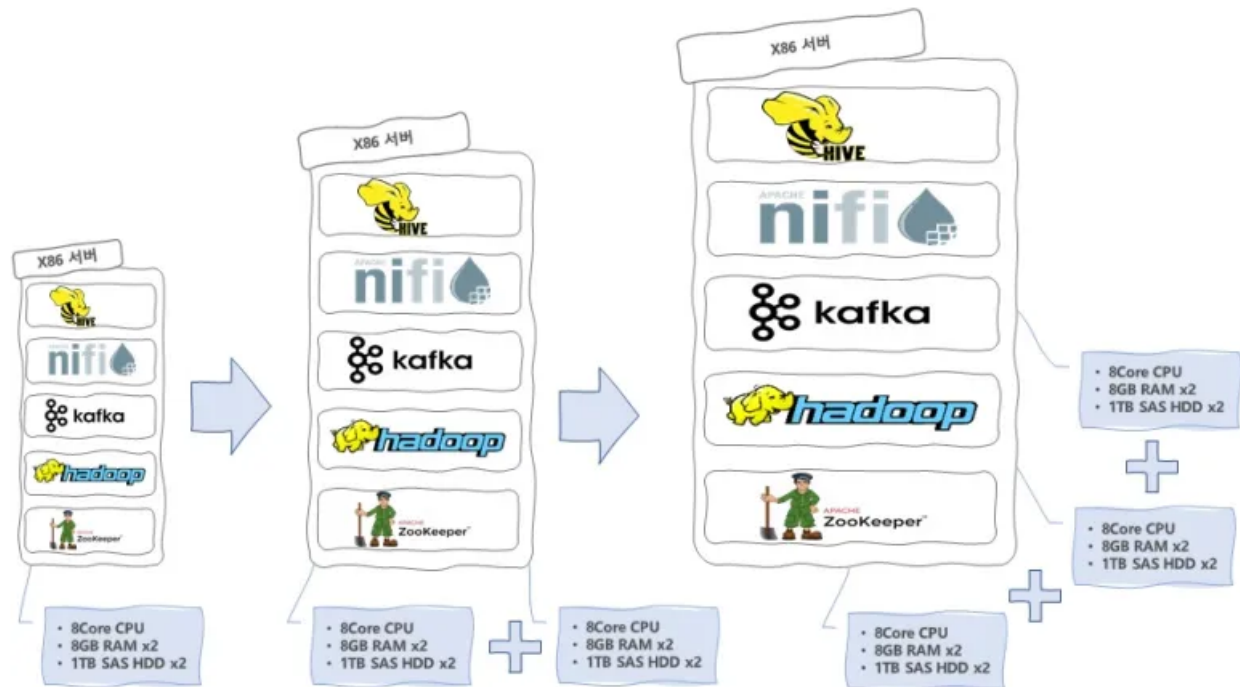 X86 서버
HIVE
APACHE
nifi
kafka
hadoop
ZooKeeper
• 8Core CPU
• 8GB RAM x2
• 1TB SAS HDD x2
X86 서버
HIVE
APACHE
nifi
kafka
hadoop
APACHE
ZooKeeper™
• 8Core CPU
• 8GB RAM x2
• 1TB SAS HDD x2
• 8Core CPU
• 8GB RAM x2
• 1TB SAS HDD x2
X86 서버
HIVE
APACHE
nifi
kafka
hadoop
APACHE
ZooKeeper™
• 8Core CPU
• 8GB RAM x2
• 1TB SAS HDD x2
• 8Core CPU
• 8GB RAM x2
• 1TB SAS HDD x2
• 8Core CPU
• 8GB RAM x2
• 1TB SAS HDD x2